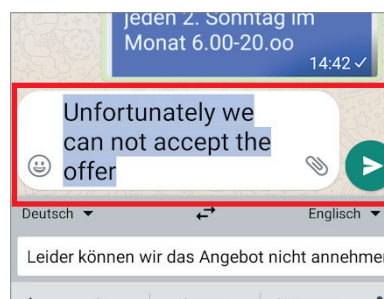 jeden 2. Sonntag im
Monat 6.00-20.oo
14:42
Unfortunately we
can not accept the
offer
Deutsch Englisch
Leider können wir das Angebot nicht annehme